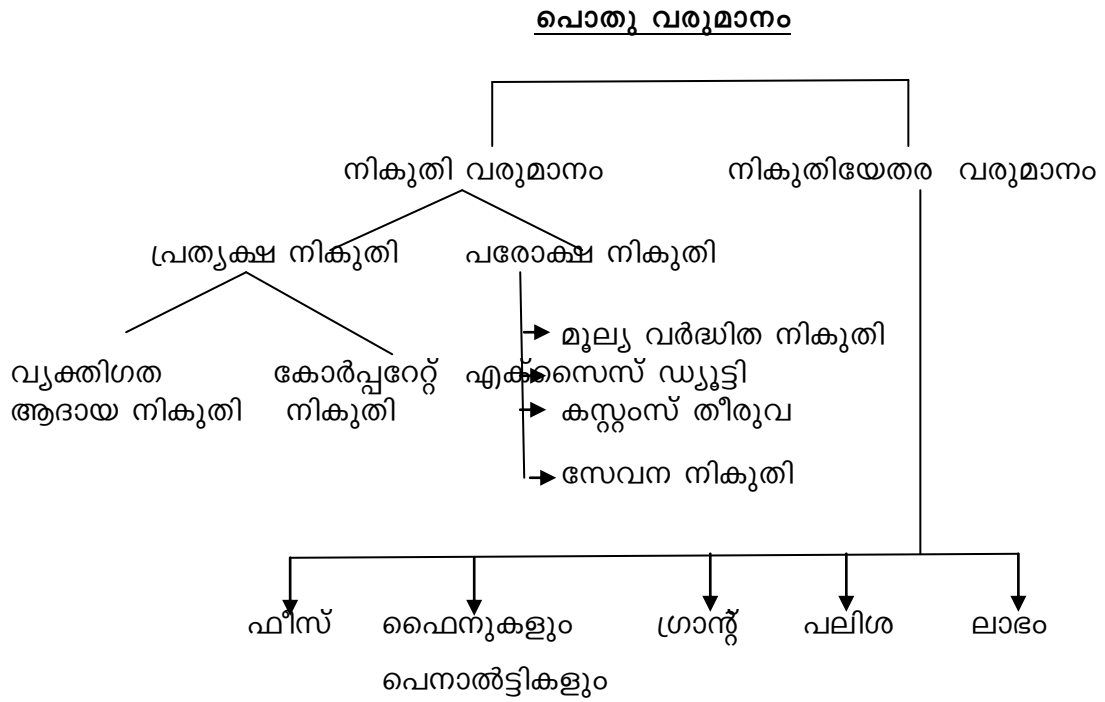 പൊതു വരുമാനം
നികുതി വരുമാനം
നികുതിയേതര വരുമാനം
പ്രത്യക്ഷ നികുതി
പരോക്ഷ നികുതി
മൂല്യ വർദ്ധിത നികുതി
വ്യക്തിഗത
ആദായ നികുതി
കോർപ്പറേറ്റ്
നികുതി
എക്സൈസ് ഡ്യൂട്ടി
കസ്റ്റംസ് തീരുവ
സേവന നികുതി
ഫീസ്
ഫൈനുകളും
പെനാൽട്ടികളും
ഗ്രാന്റ്
പലിശ
ലാഭം